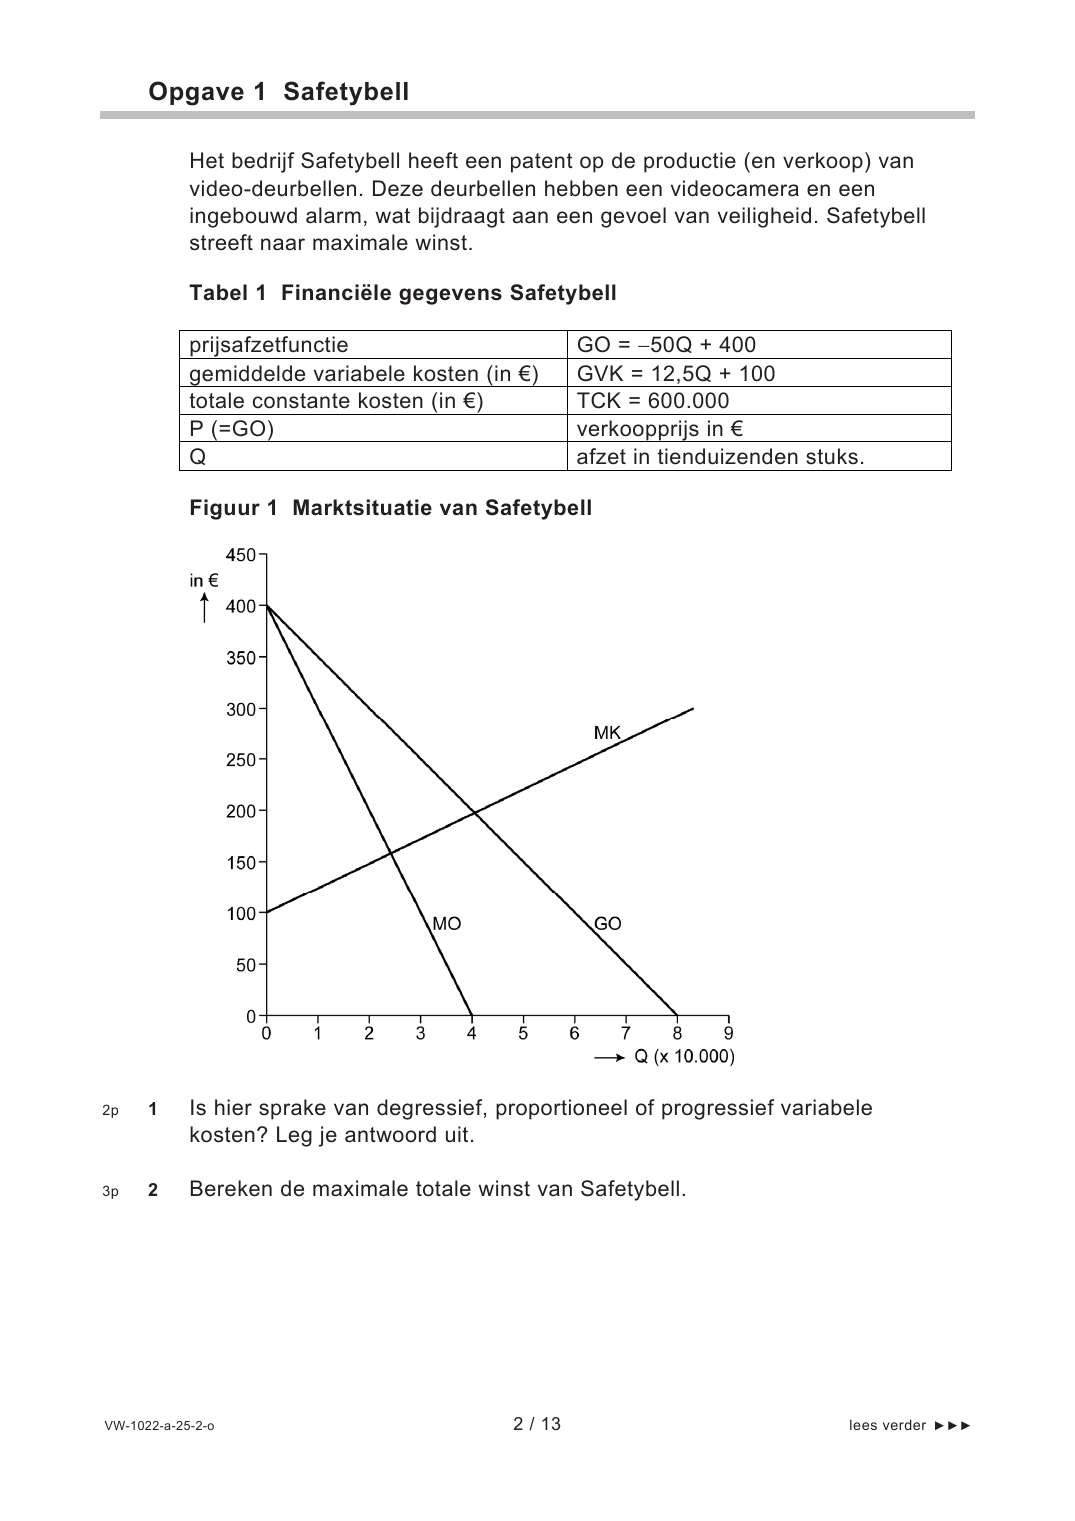 Opgave 1  Safetybell
Het bedrijf Safetybell heeft een patent op de productie (en verkoop) van
video-deurbellen. Deze deurbellen hebben een videocamera en een
ingebouwd alarm, wat bijdraagt aan een gevoel van veiligheid. Safetybell
streeft naar maximale winst.
Tabel 1  Financiële gegevens Safetybell
prijsafzetfunctie GO = −50Q + 400
gemiddelde variabele kosten (in €) GVK = 12,5Q + 100
totale constante kosten (in €) TCK = 600.000
P (=GO) verkoopprijs in €
Q afzet in tienduizenden stuks.
Figuur 1  Marktsituatie van Safetybell
450
in €
400
350
300
MK
250
200
150
100
MO GO
50
0
0 1 2 3 4 5 6 7 8 9
Q (x 10.000)
2p 1 Is hier sprake van degressief, proportioneel of progressief variabele
kosten? Leg je antwoord uit.
3p 2 Bereken de maximale totale winst van Safetybell.
VW-1022-a-25-2-o 2 / 13 lees verder ►►►